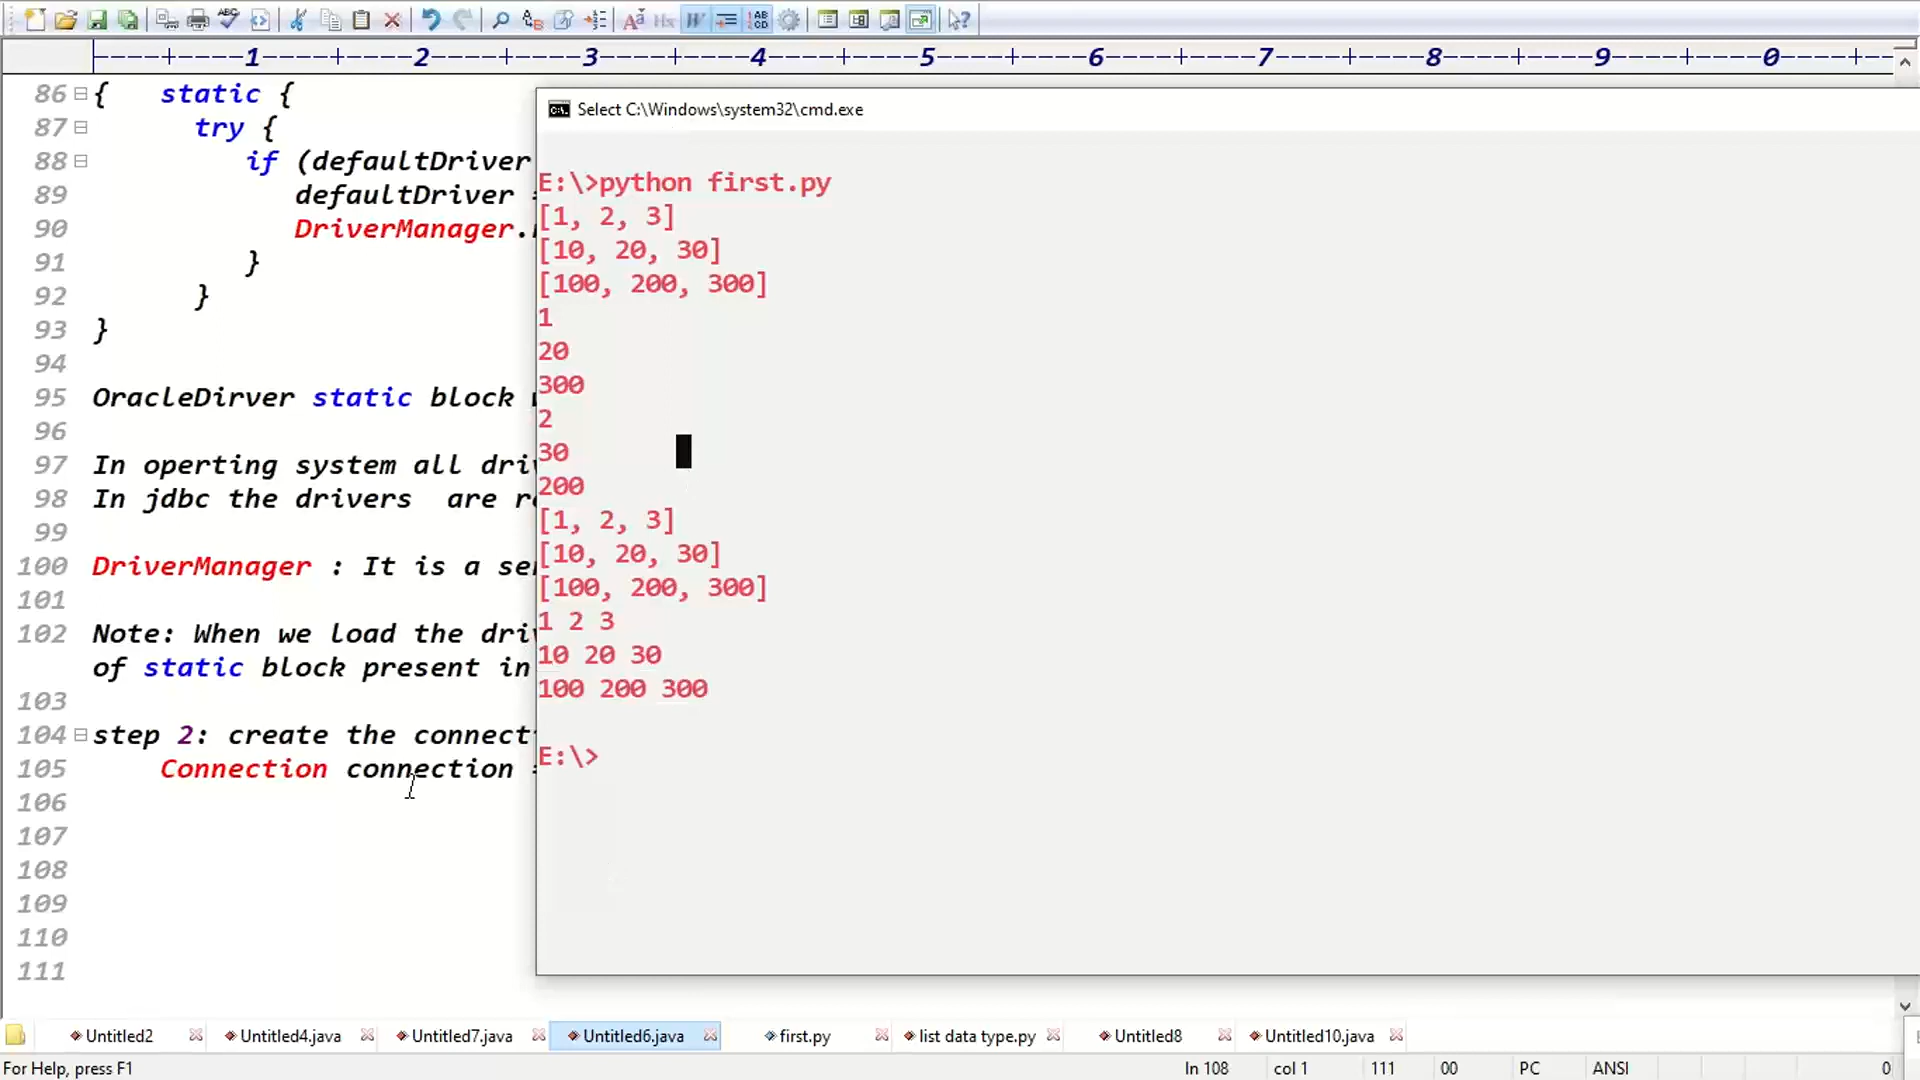 |----+----1----+----2----+----3----+----4----+----5----+----6----+----7----+----8----+----9----+----0----+--
86 { static {
87 try {
88 if (defaultDriver
89 defaultDriver
90 DriverManager.
91 }
92 }
93 }
94
95 OracleDirver static block
96
97 In operting system all
98 In jdbc the drivers are
99
100 DriverManager : It is a
101
102 Note: When we load the
of static block present in
103
104 step 2: create the
105 Connection connection
106
107
108
109
110
111
Select C:\Windows\system32\cmd.exe
E:\>python first.py
[1, 2, 3]
[10, 20, 30]
[100, 200, 300]
1
20
300
2
30
200
[1, 2, 3]
[10, 20, 30]
[100, 200, 300]
1 2 3
10 20 30
100 200 300
E:\>
Untitled2 Untitled4.java Untitled7.java Untitled6.java first.py list data type.py Untitled8 Untitled10.java
For Help, press F1 ln 108 col 1 111 00 PC ANSI 0